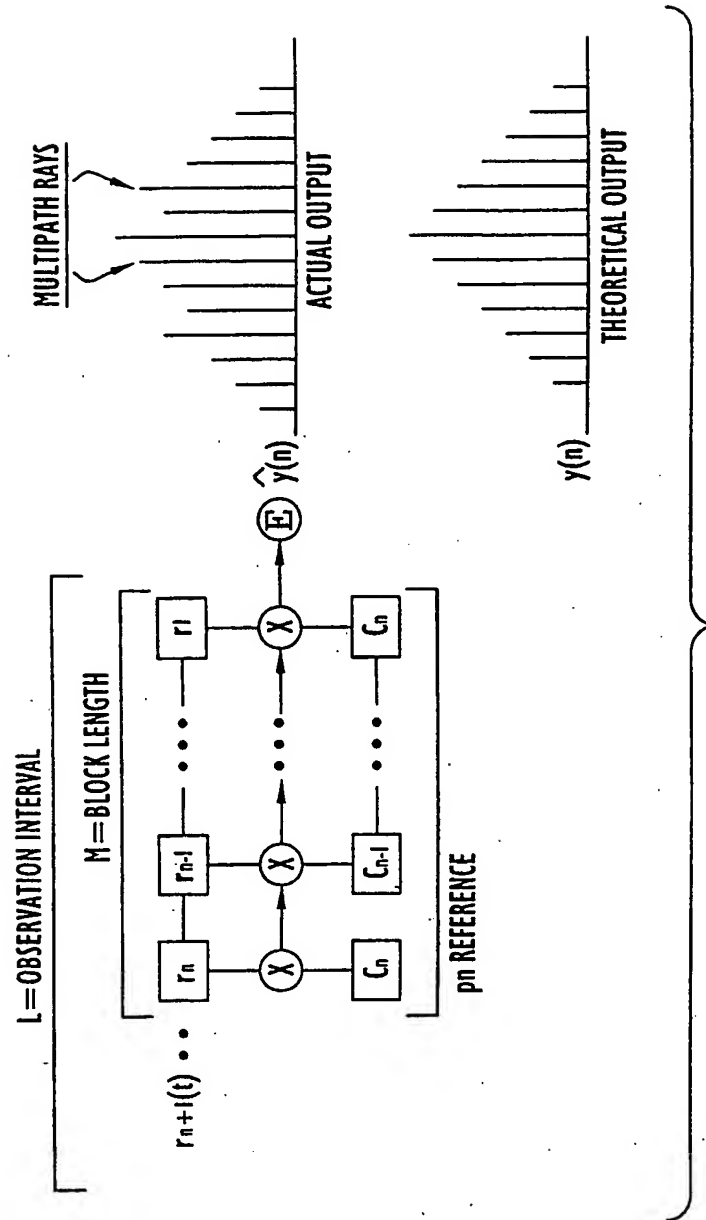 L=OBSERVATION INTERVAL
M=BLOCK LENGTH
MULTIPATH RAYS
rn+1(t) • •
rn
rn-1
• • •
r1
X
X
• • •
X
E
ŷ(n)
ACTUAL OUTPUT
Cn
Cn-1
• • •
Cn
pn REFERENCE
y(n)
THEORETICAL OUTPUT